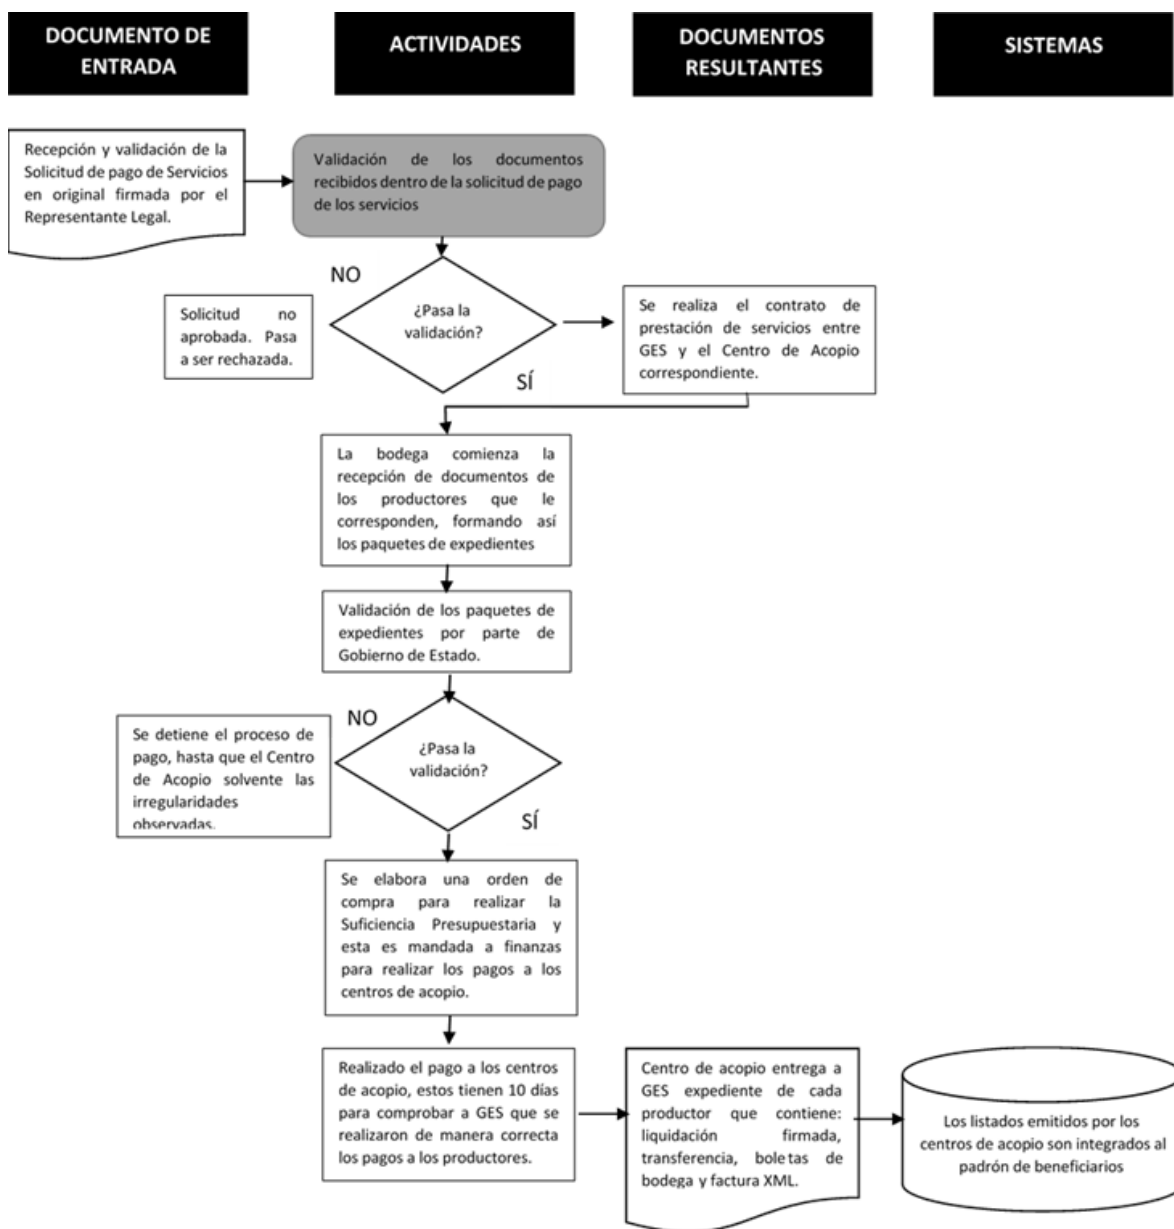 DOCUMENTO DE
ENTRADA
ACTIVIDADES
DOCUMENTOS
RESULTANTES
SISTEMAS
Recepción y validación de la
Solicitud de pago de Servicios
en original firmada por el
Representante Legal.
Validación de los documentos
recibidos dentro de la solicitud de pago
de los servicios
NO
¿Pasa la
validación?
SÍ
Solicitud no
aprobada. Pasa
a ser rechazada.
Se realiza el contrato de
prestación de servicios entre
GES y el Centro de Acopio
correspondiente.
La bodega comienza la
recepción de documentos de
los productores que le
corresponden, formando así
los paquetes de expedientes
Validación de los paquetes de
expedientes por parte de
Gobierno de Estado.
NO
¿Pasa la
validación?
SÍ
Se detiene el proceso de
pago, hasta que el Centro
de Acopio solvente las
irregularidades
observadas.
Se elabora una orden de
compra para realizar la
Suficiencia Presupuestaria y
esta es mandada a finanzas
para realizar los pagos a los
centros de acopio.
Realizado el pago a los centros
de acopio, estos tienen 10 días
para comprobar a GES que se
realizaron de manera correcta
los pagos a los productores.
Centro de acopio entrega a
GES expediente de cada
productor que contiene:
liquidación firmada,
transferencia, boletas de
bodega y factura XML.
Los listados emitidos por los
centros de acopio son integrados al
padrón de beneficiarios